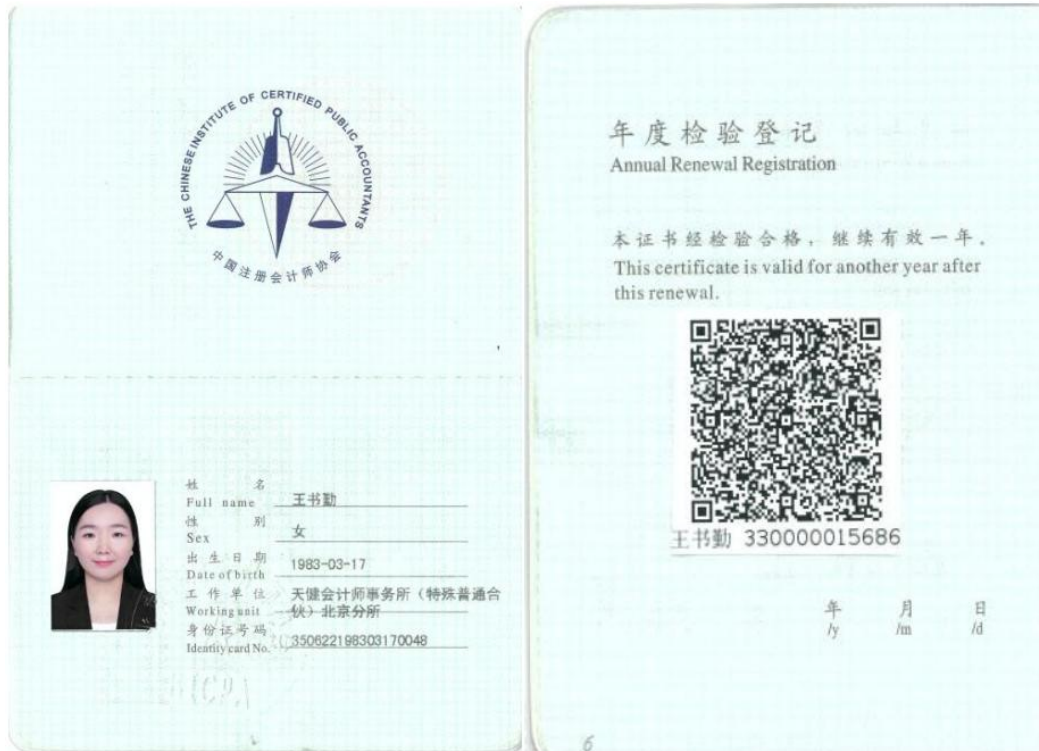 THE CHINESE INSTITUTE OF CERTIFIED PUBLIC ACCOUNTANTS
中国注册会计师协会
姓 名
Full name 王书勤
性 别
Sex 女
出生日期
Date of birth 1983-03-17
工作单位 天健会计师事务所（特殊普通合
Working unit 伙）北京分所
身份证号码
Identity card No. 350622198303170048
年度检验登记
Annual Renewal Registration
本证书经检验合格，继续有效一年。
This certificate is valid for another year after
this renewal.
王书勤 330000015686
年 月 日
/y /m /d
6